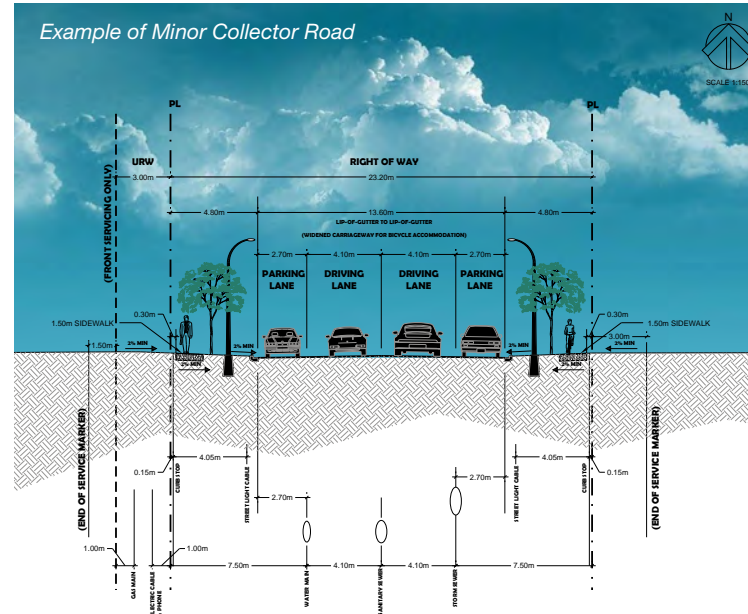 Example of Minor Collector Road
N
SCALE 1:150
PL
PL
URW
RIGHT OF WAY
3.00m
23.20m
(FRONT SERVICING ONLY)
4.80m
13.60m
4.80m
LIP-OF-GUTTER TO LIP-OF-GUTTER
(WIDENED CARRIAGEWAY FOR BICYCLE ACCOMMODATION)
2.70m
4.10m
4.10m
2.70m
PARKING LANE
DRIVING LANE
DRIVING LANE
PARKING LANE
0.30m
0.30m
1.50m SIDEWALK
1.50m SIDEWALK
3.00m
1.50m
2% MIN
2% MIN
2% MIN
2% MIN
2% MIN
2% MIN
(END OF SERVICE MARKER)
4.05m
4.05m
(END OF SERVICE MARKER)
0.15m
CURB STOP
STREET LIGHT CABLE
2.70m
2.70m
STREET LIGHT CABLE
CURB STOP
0.15m
1.00m
1.00m
7.50m
4.10m
4.10m
7.50m
GAS MAIN
PHONE
WATER MAIN
STORM SEWER